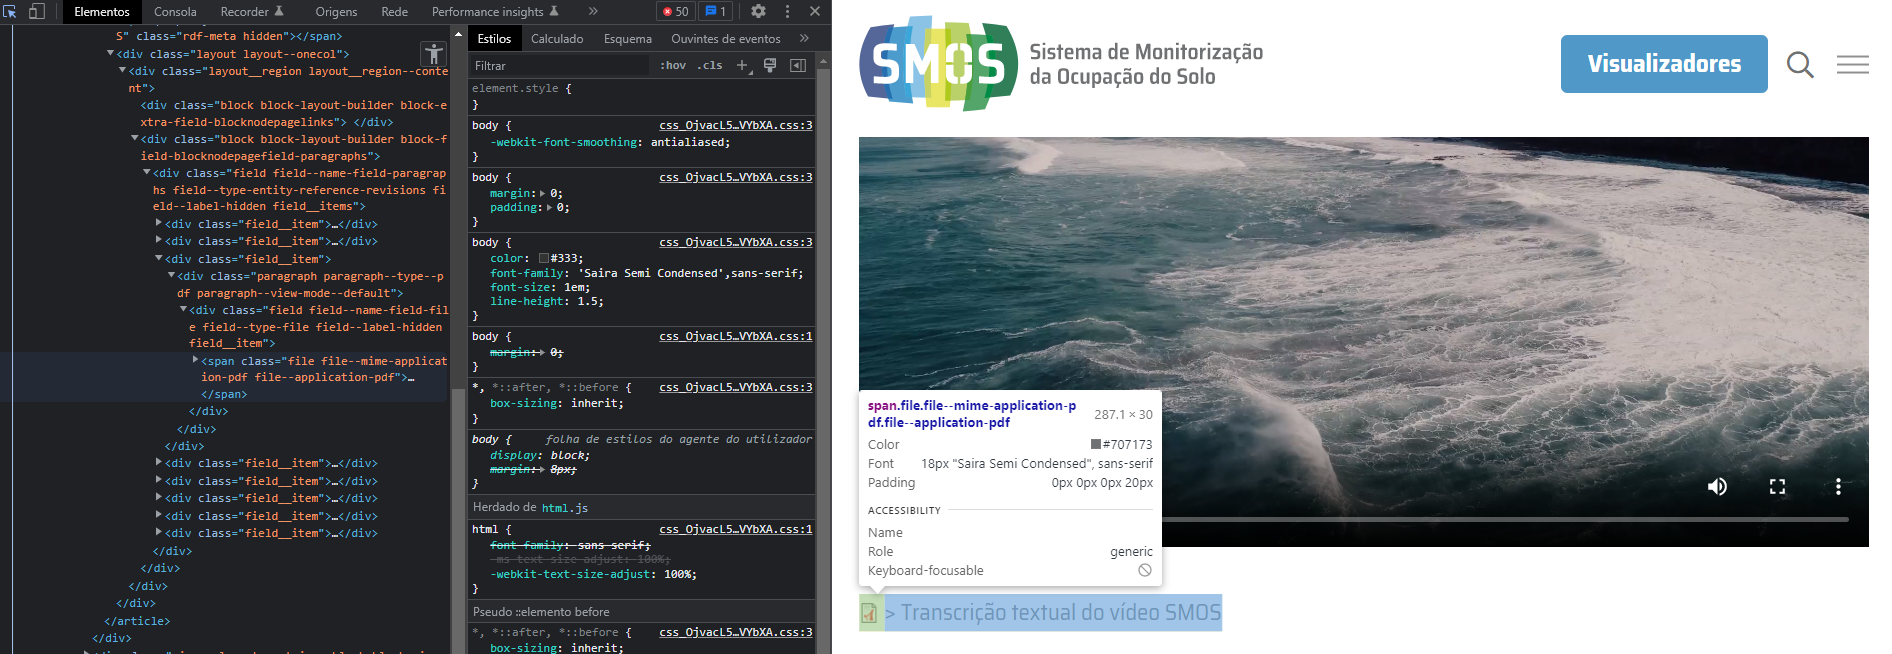 Elementos Consola Recorder Origens Rede Performance insights » 50 1
S" class="rdf-meta hidden"></span>
<div class="layout layout--onecol">
<div class="layout__region layout__region--conte
nt">
<div class="block block-layout-builder block-e
xtra-field-blocknodepagelinks"> </div>
<div class="block block-layout-builder block-f
ield-blocknodepagefield-paragraphs">
<div class="field field--name-field-paragrap
hs field--type-entity-reference-revisions fi
eld--label-hidden field__items">
<div class="field__item">…</div>
<div class="field__item">…</div>
<div class="field__item">
<div class="paragraph paragraph--type--p
df paragraph--view-mode--default">
<div class="field field--name-field-fil
e field--type-file field--label-hidden
field__item">
<span class="file file--mime-applicat
ion-pdf file--application-pdf">…
</span>
</div>
</div>
</div>
<div class="field__item">…</div>
<div class="field__item">…</div>
<div class="field__item">…</div>
<div class="field__item">…</div>
<div class="field__item">…</div>
</div>
</div>
</div>
</div>
</article>
</div>
Estilos Calculado Esquema Ouvintes de eventos »
Filtrar :hov .cls
element.style {
}
body { css_OjvacL5…VYbXA.css:3
-webkit-font-smoothing: antialiased;
}
body { css_OjvacL5…VYbXA.css:3
margin: 0;
padding: 0;
}
body { css_OjvacL5…VYbXA.css:3
color: #333;
font-family: 'Saira Semi Condensed',sans-serif;
font-size: 1em;
line-height: 1.5;
}
body { css_OjvacL5…VYbXA.css:1
margin: 0;
}
*, *::after, *::before { css_OjvacL5…VYbXA.css:3
box-sizing: inherit;
}
body { folha de estilos do agente do utilizador
display: block;
margin: 8px;
}
Herdado de html.js
html { css_OjvacL5…VYbXA.css:1
font-family: sans-serif;
-ms-text-size-adjust: 100%;
-webkit-text-size-adjust: 100%;
}
Pseudo ::elemento before
*, *::after, *::before { css_OjvacL5…VYbXA.css:3
box-sizing: inherit;
SMOS
Sistema de Monitorização
da Ocupação do Solo
Visualizadores
span.file.file--mime-application-p
df.file--application-pdf 287.1 × 30
Color #707173
Font 18px "Saira Semi Condensed", sans-serif
Padding 0px 0px 0px 20px
ACCESSIBILITY
Name
Role generic
Keyboard-focusable
> Transcrição textual do vídeo SMOS